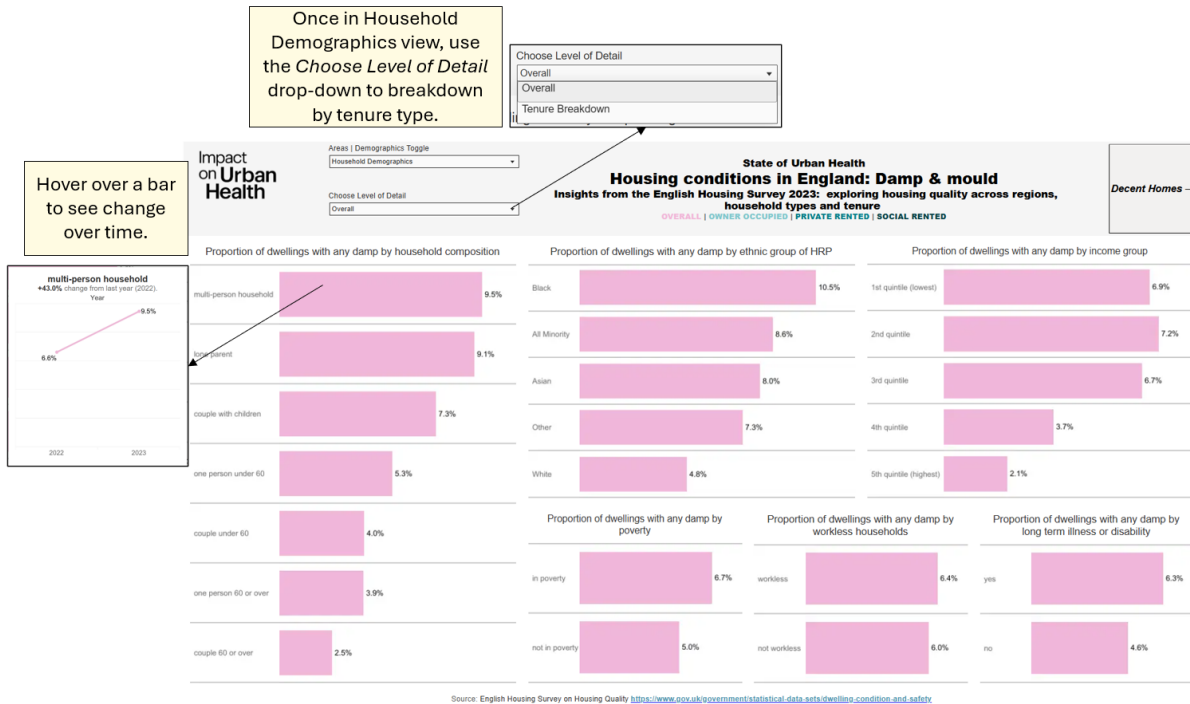 Once in Household
Demographics view, use
the Choose Level of Detail
drop-down to breakdown
by tenure type.
Choose Level of Detail
Overall
Overall
Tenure Breakdown
Hover over a bar
to see change
over time.
multi-person household
+43.0% change from last year (2022).
Year
9.5%
6.6%
2022
2023
Impact
on Urban
Health
Areas | Demographics Toggle
Household Demographics
Choose Level of Detail
Overall
State of Urban Health
Housing conditions in England: Damp & mould
Insights from the English Housing Survey 2023: exploring housing quality across regions,
household types and tenure
OVERALL | OWNER OCCUPIED | PRIVATE RENTED | SOCIAL RENTED
Decent Homes –
Proportion of dwellings with any damp by household composition
multi-person household
9.5%
lone parent
9.1%
couple with children
7.3%
one person under 60
5.3%
couple under 60
4.0%
one person 60 or over
3.9%
couple 60 or over
2.5%
Proportion of dwellings with any damp by ethnic group of HRP
Black
10.5%
All Minority
8.6%
Asian
8.0%
Other
7.3%
White
4.8%
Proportion of dwellings with any damp by income group
1st quintile (lowest)
6.9%
2nd quintile
7.2%
3rd quintile
6.7%
4th quintile
3.7%
5th quintile (highest)
2.1%
Proportion of dwellings with any damp by
poverty
in poverty
6.7%
not in poverty
5.0%
Proportion of dwellings with any damp by
workless households
workless
6.4%
not workless
6.0%
Proportion of dwellings with any damp by
long term illness or disability
yes
6.3%
no
4.6%
Source: English Housing Survey on Housing Quality https://www.gov.uk/government/statistical-data-sets/dwelling-condition-and-safety